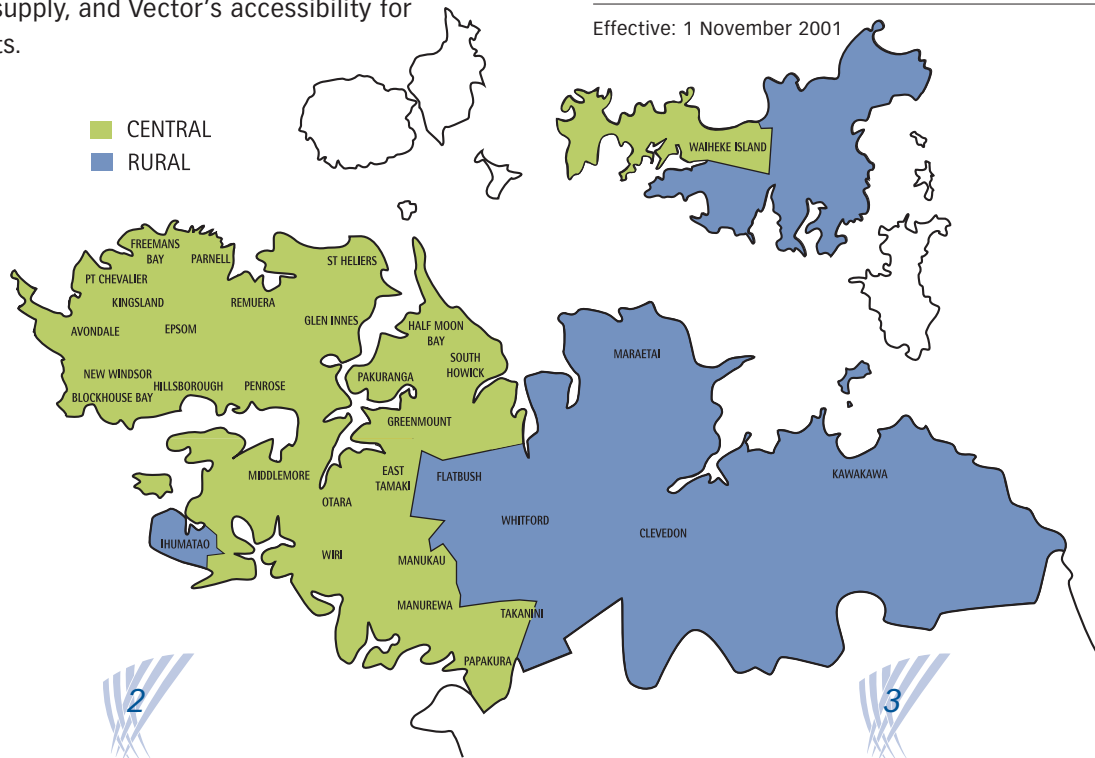 supply, and Vector's accessibility for
ts.
Effective: 1 November 2001
CENTRAL
RURAL
WAIHEKE ISLAND
FREEMANS
BAY
PARNELL
ST HELIERS
PT CHEVALIER
KINGSLAND
REMUERA
GLEN INNES
AVONDALE
EPSOM
HALF MOON
BAY
SOUTH
HOWICK
MARAETAI
NEW WINDSOR
HILLSBOROUGH
PENROSE
PAKURANGA
BLOCKHOUSE BAY
GREENMOUNT
MIDDLEMORE
EAST
TAMAKI
FLATBUSH
KAWAKAWA
OTARA
WHITFORD
CLEVEDON
IHUMATAO
WIRI
MANUKAU
MANUREWA
TAKANINI
PAPAKURA
2
3